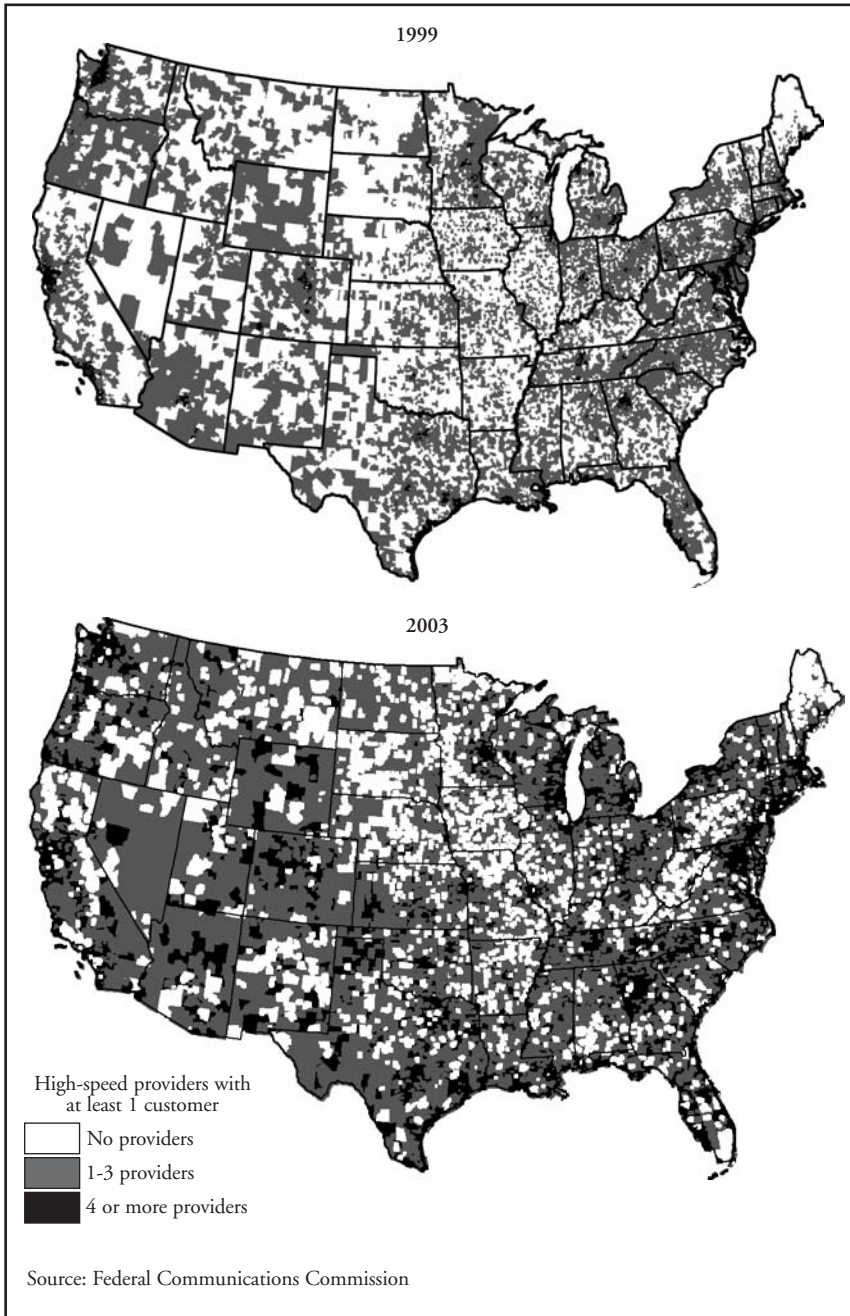 1999
2003
High-speed providers with
at least 1 customer
No providers
1-3 providers
4 or more providers
Source: Federal Communications Commission